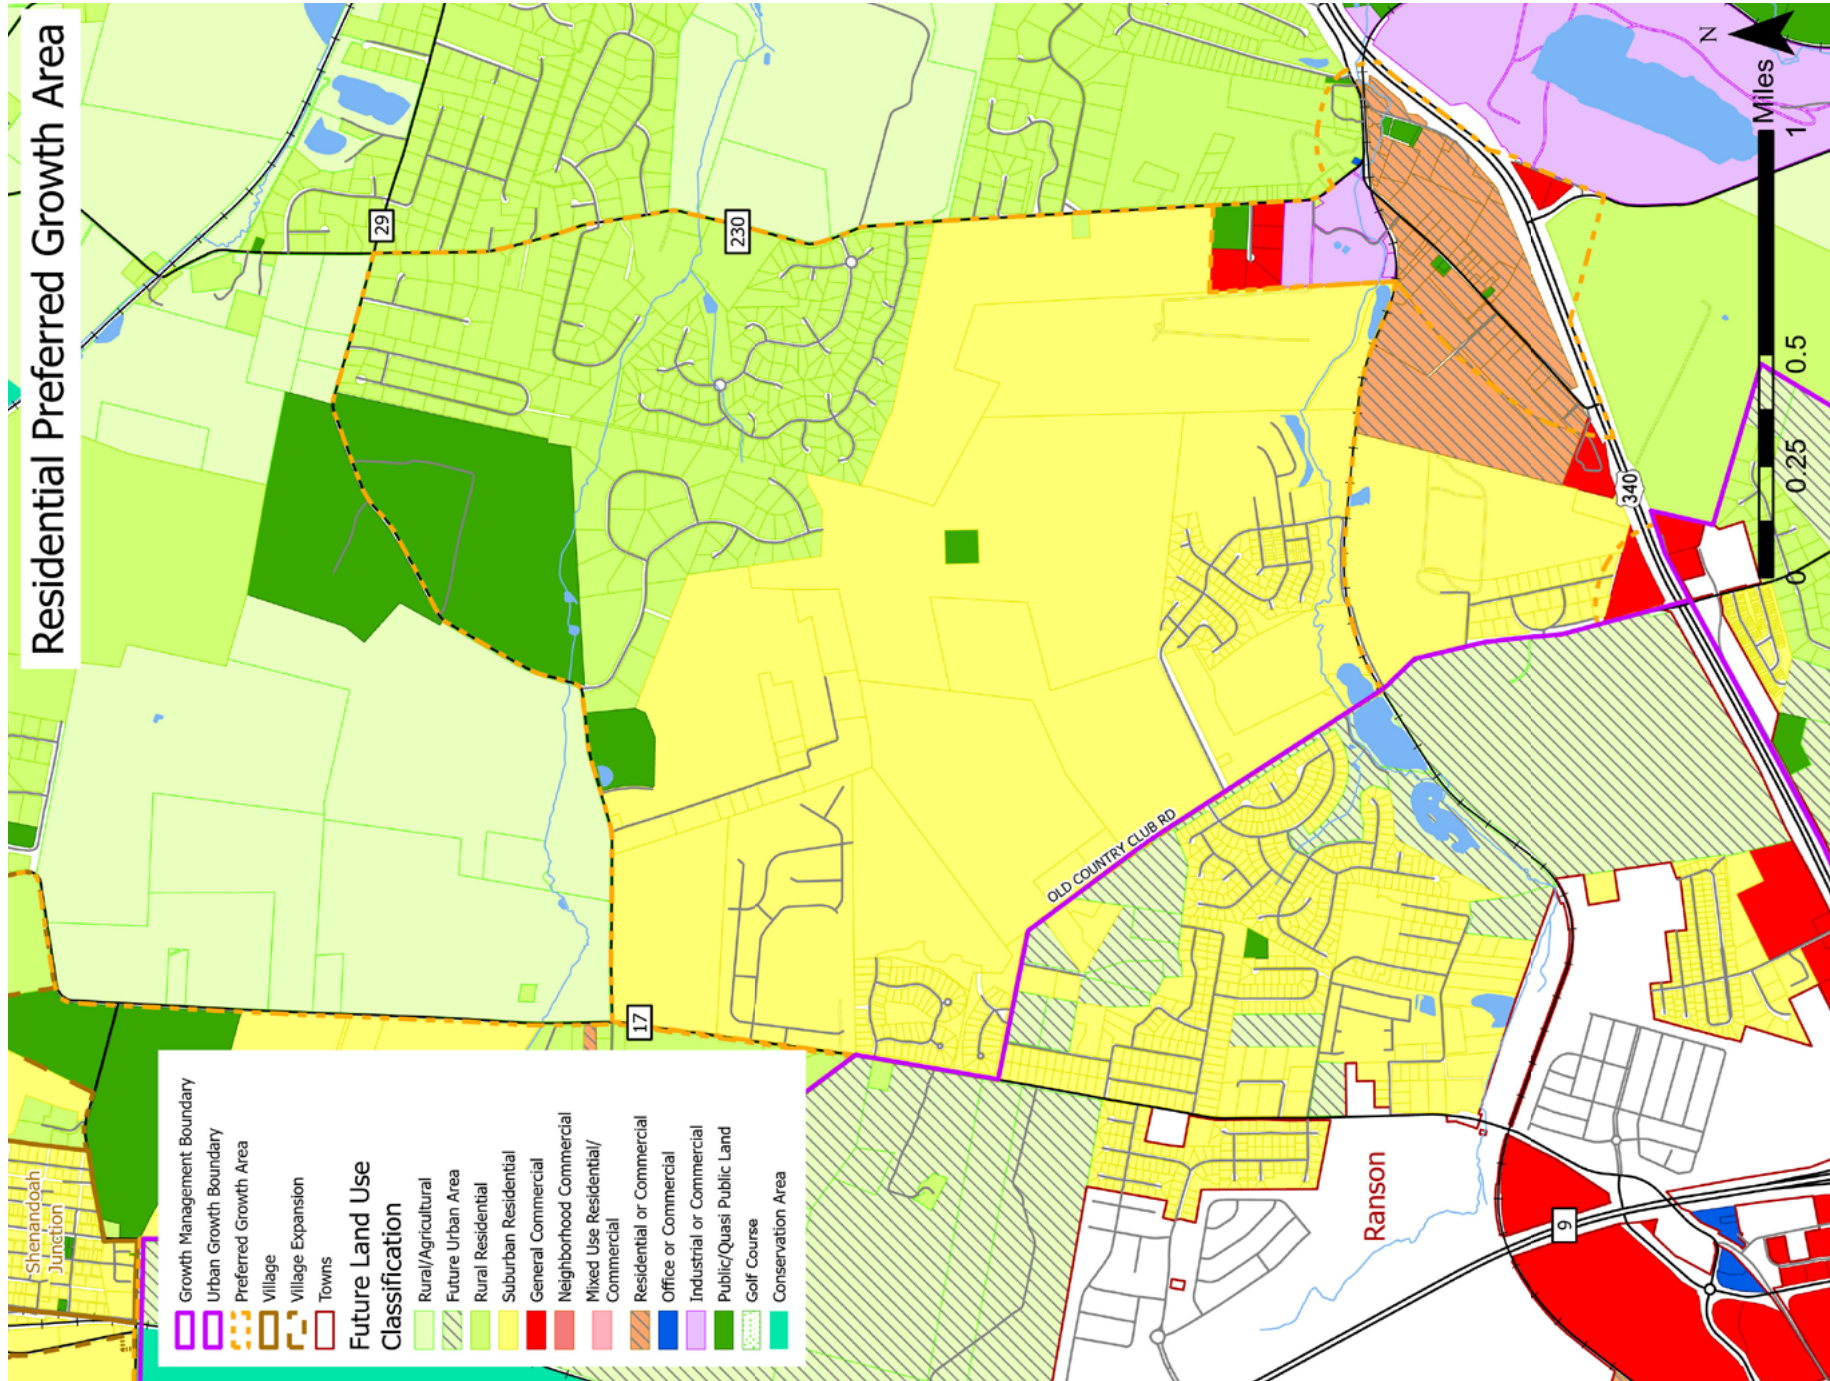 Residential Preferred Growth Area
Growth Management Boundary
Urban Growth Boundary
Preferred Growth Area
Village
Village Expansion
Towns
Future Land Use
Classification
Rural/Agricultural
Future Urban Area
Rural Residential
Suburban Residential
General Commercial
Neighborhood Commercial
Mixed Use Residential/
Commercial
Residential or Commercial
Office or Commercial
Industrial or Commercial
Public/Quasi Public Land
Golf Course
Conservation Area
Shenandoah
Junction
17
29
230
OLD COUNTRY CLUB RD
340
Ranson
9
N
0 0.25 0.5 1
Miles